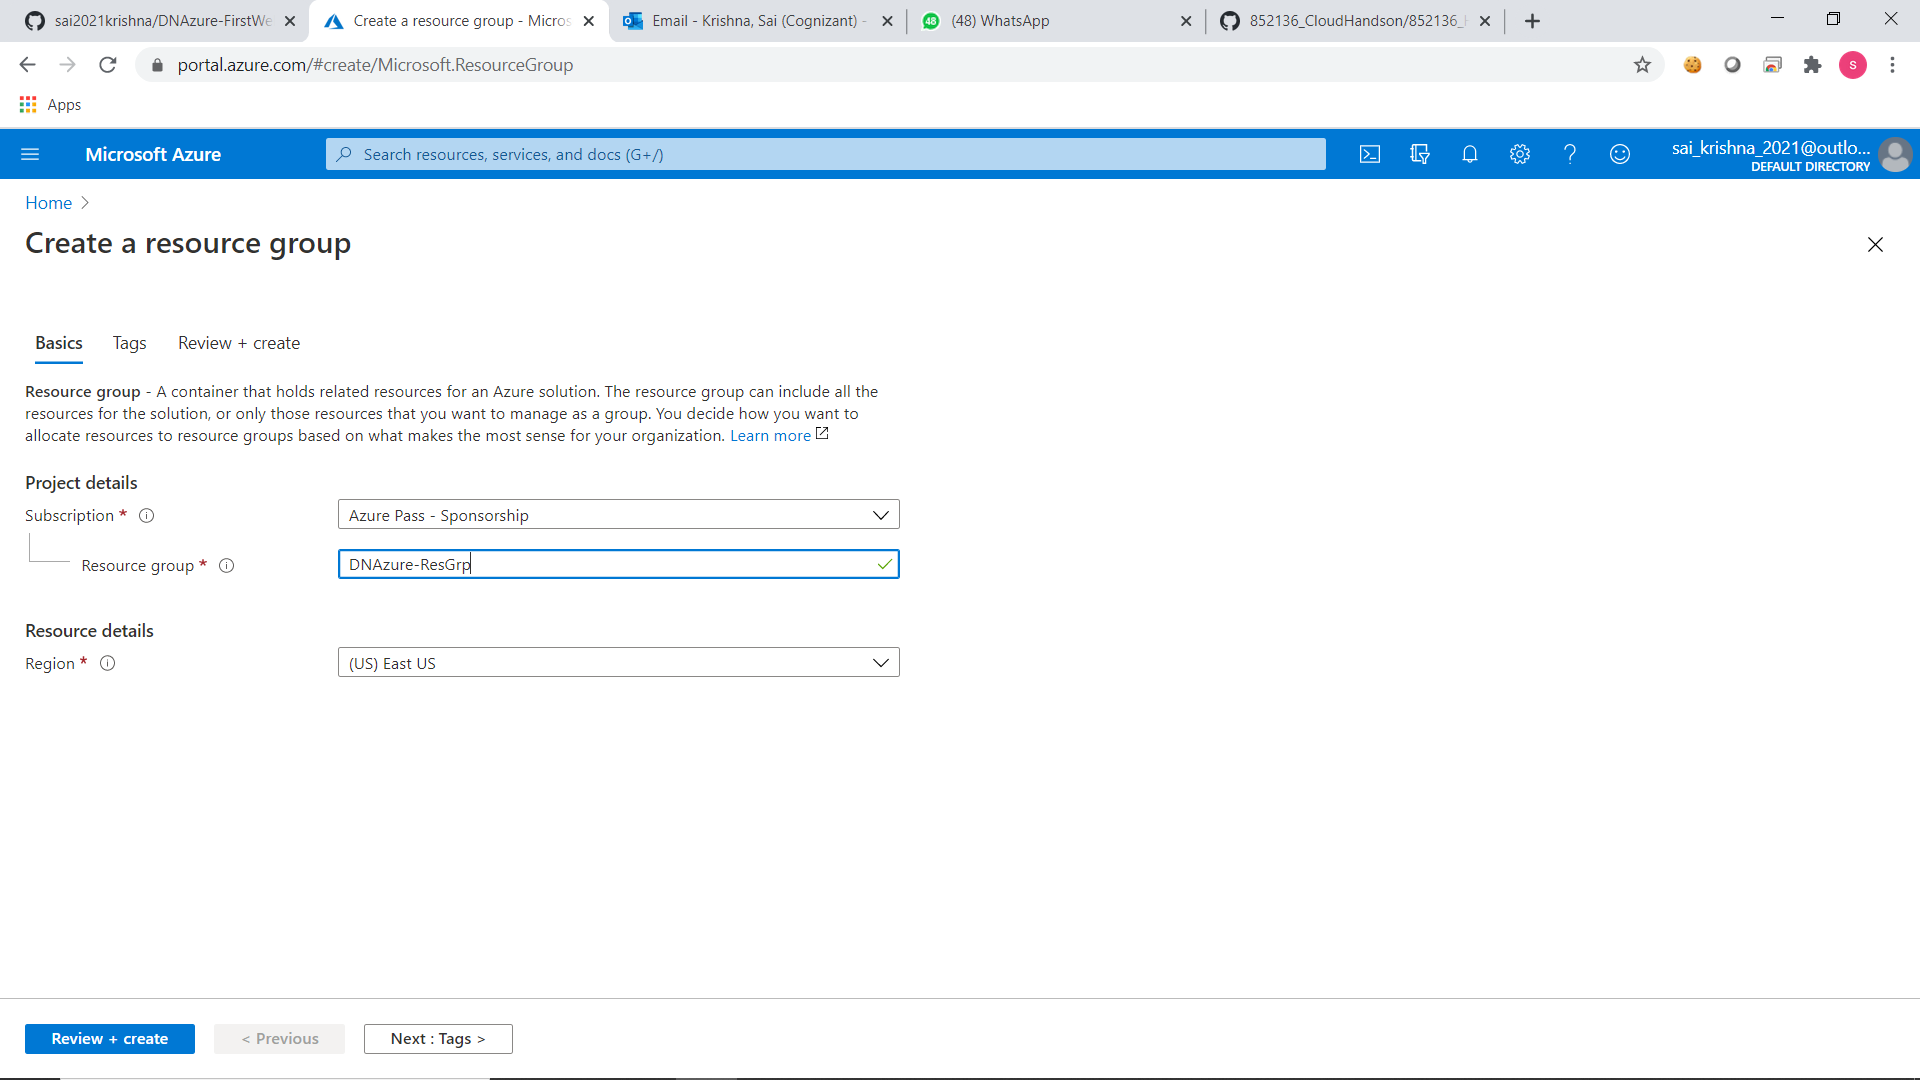 sai2021krishna/DNAzure-FirstWe
Create a resource group - Micros
Email - Krishna, Sai (Cognizant) -
48
(48) WhatsApp
852136_CloudHandson/852136_
portal.azure.com/#create/Microsoft.ResourceGroup
S
Apps
Microsoft Azure
Search resources, services, and docs (G+/)
sai_krishna_2021@outlo...
DEFAULT DIRECTORY
Home >
Create a resource group
Basics Tags Review + create
Resource group - A container that holds related resources for an Azure solution. The resource group can include all the
resources for the solution, or only those resources that you want to manage as a group. You decide how you want to
allocate resources to resource groups based on what makes the most sense for your organization. Learn more
Project details
Subscription *
Azure Pass - Sponsorship
Resource group *
DNAzure-ResGrp
Resource details
Region *
(US) East US
Review + create
< Previous
Next : Tags >